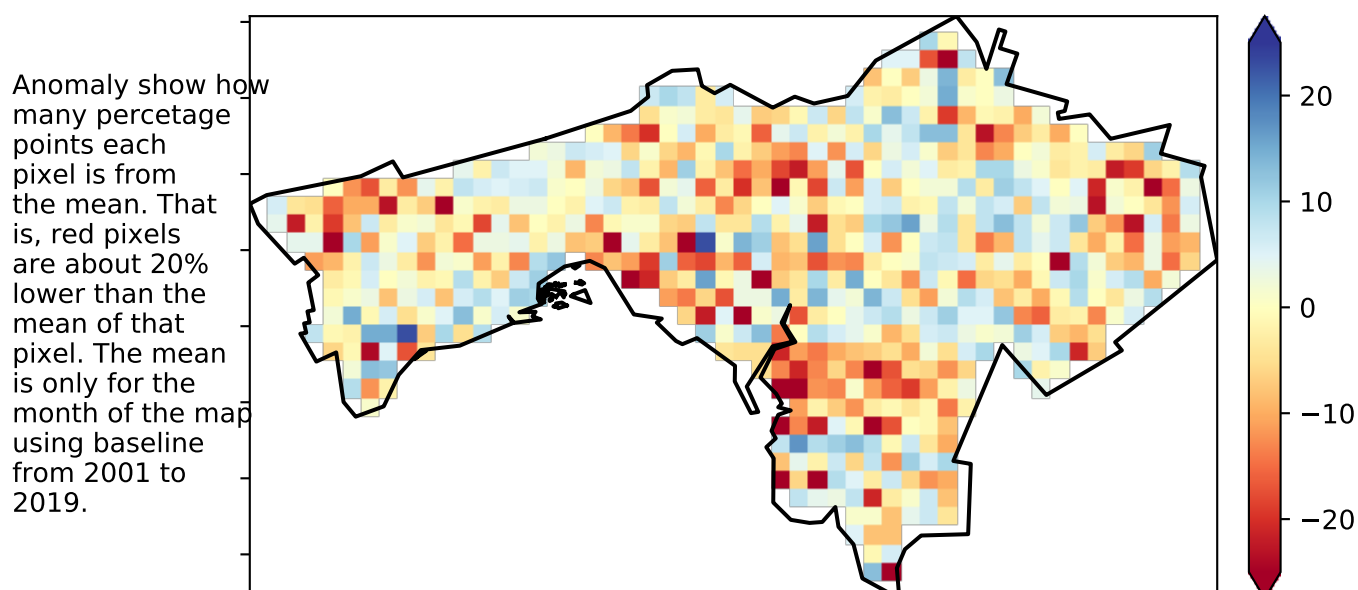 Anomaly show how
many percetage
points each
pixel is from
the mean. That
is, red pixels
are about 20%
lower than the
mean of that
pixel. The mean
is only for the
month of the map
using baseline
from 2001 to
2019.
20
10
0
−10
−20